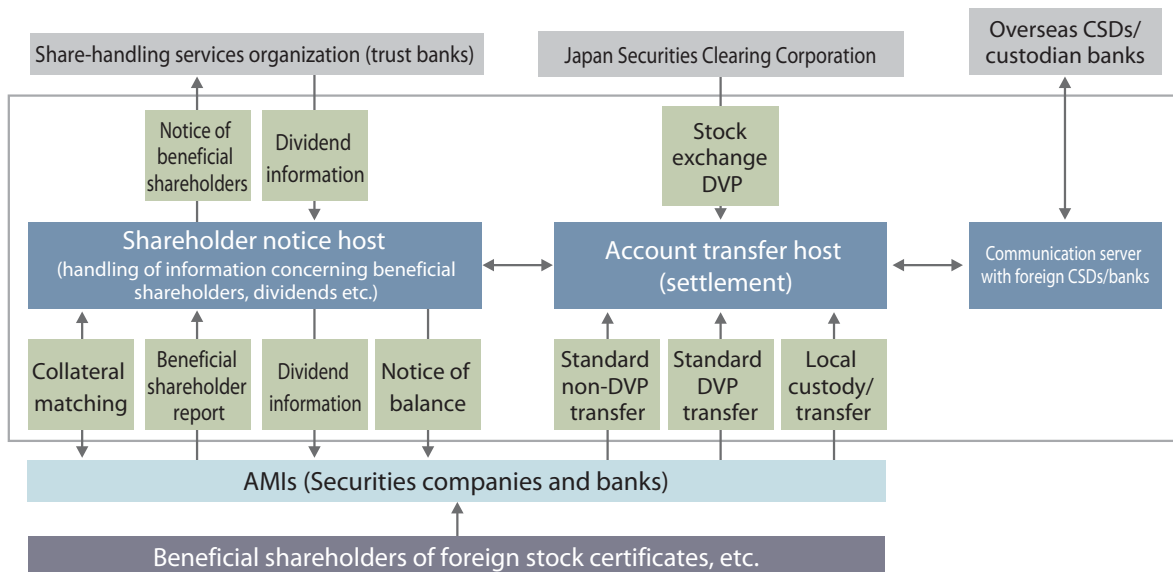 Share-handling services organization (trust banks)
Japan Securities Clearing Corporation
Overseas CSDs/
custodian banks
Notice of
beneficial
shareholders
Dividend
information
Stock
exchange
DVP
Shareholder notice host
(handling of information concerning beneficial
shareholders, dividends etc.)
Account transfer host
(settlement)
Communication server
with foreign CSDs/banks
Collateral
matching
Beneficial
shareholder
report
Dividend
information
Notice of
balance
Standard
non-DVP
transfer
Standard
DVP
transfer
Local
custody/
transfer
AMIs (Securities companies and banks)
Beneficial shareholders of foreign stock certificates, etc.